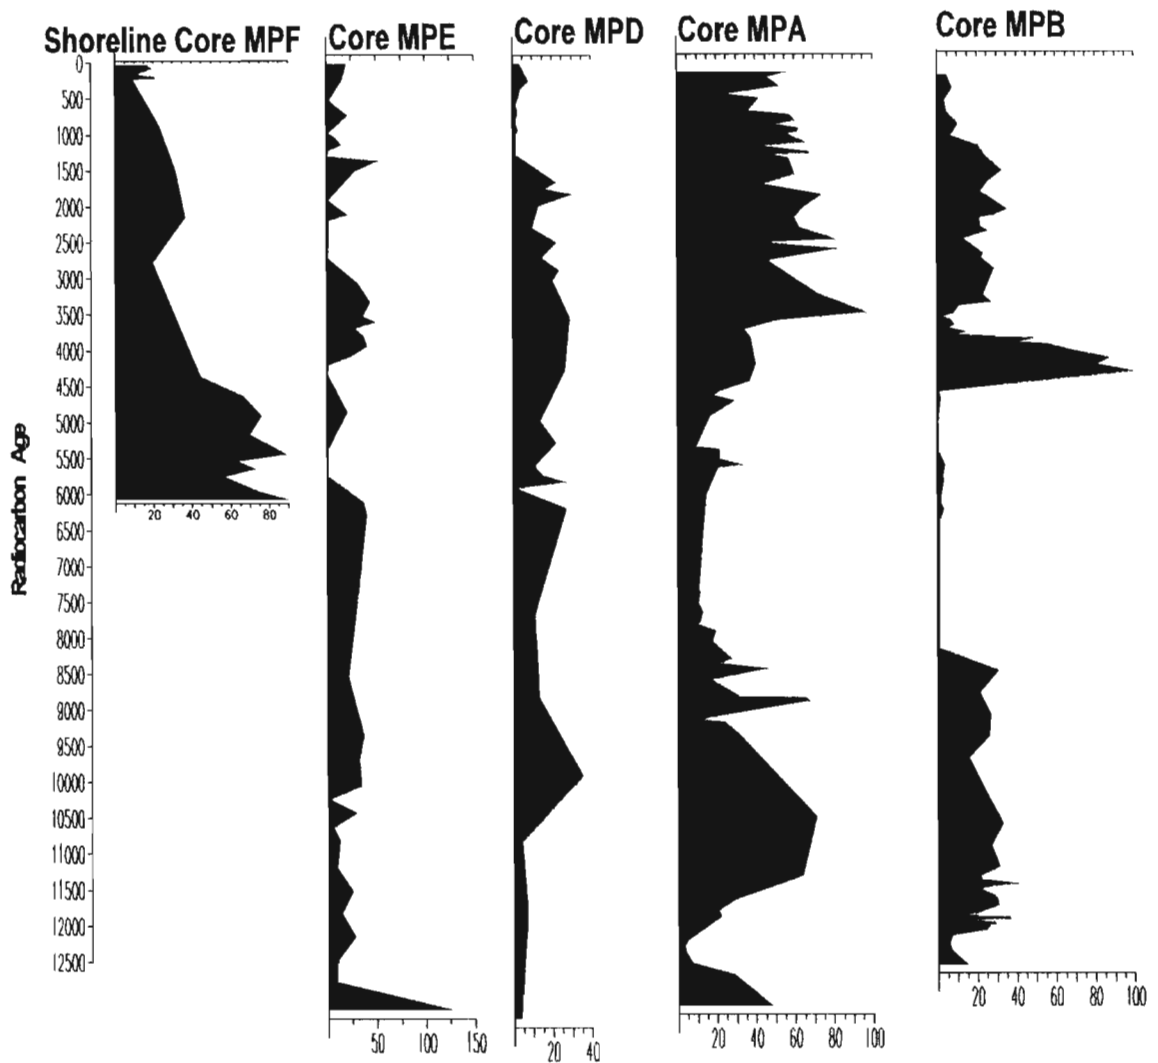 Shoreline Core MPF
Core MPE
Core MPD
Core MPA
Core MPB
100
100
0
500
1000
1500
2000
2500
3000
3500
4000
4500
5000
5500
6000
6500
7000
7500
8000
8500
9000
9500
10000
10500
11000
11500
12000
12500
Radiocarbon Age
20 40 60 80
50 100 150
20 40
20 40 60 80 100
20 40 60 80 100